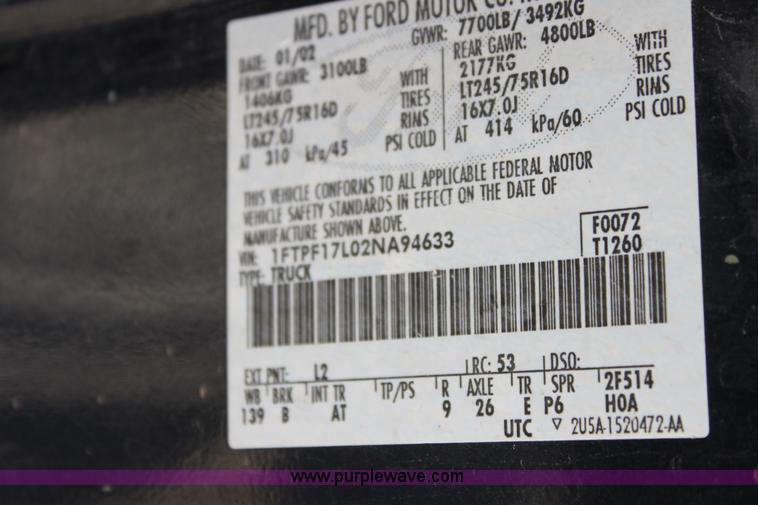 MFD. BY FORD MOTOR CO.
DATE: 01/02 GVWR: 7700LB/ 3492KG
FRONT GAWR: 3100LB REAR GAWR: 4800LB
1406KG WITH 2177KG WITH
LT245/75R16D TIRES LT245/75R16D TIRES
16X7.0J RIMS 16X7.0J RIMS
AT 310 kPa/45 PSI COLD AT 414 kPa/60 PSI COLD
THIS VEHICLE CONFORMS TO ALL APPLICABLE FEDERAL MOTOR
VEHICLE SAFETY STANDARDS IN EFFECT ON THE DATE OF
MANUFACTURE SHOWN ABOVE.
VIN: 1FTPF17L02NA94633 F0072
TYPE: TRUCK T1260
EXT PNT: L2 RC: 53 DSO:
WB BRK INT TR TP/PS R AXLE TR SPR 2F514
139 B AT 9 26 E P6 H0A
UTC ▽ 2U5A-1520472-AA
www.purplewave.com